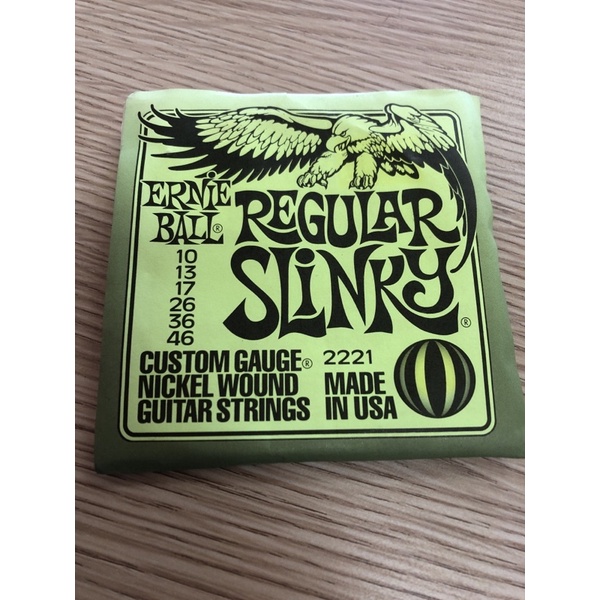 ERNIE
BALL®
REGULAR
SLINKY®
10
13
17
26
36
46
CUSTOM GAUGE® 2221
NICKEL WOUND
GUITAR STRINGS
MADE
IN USA